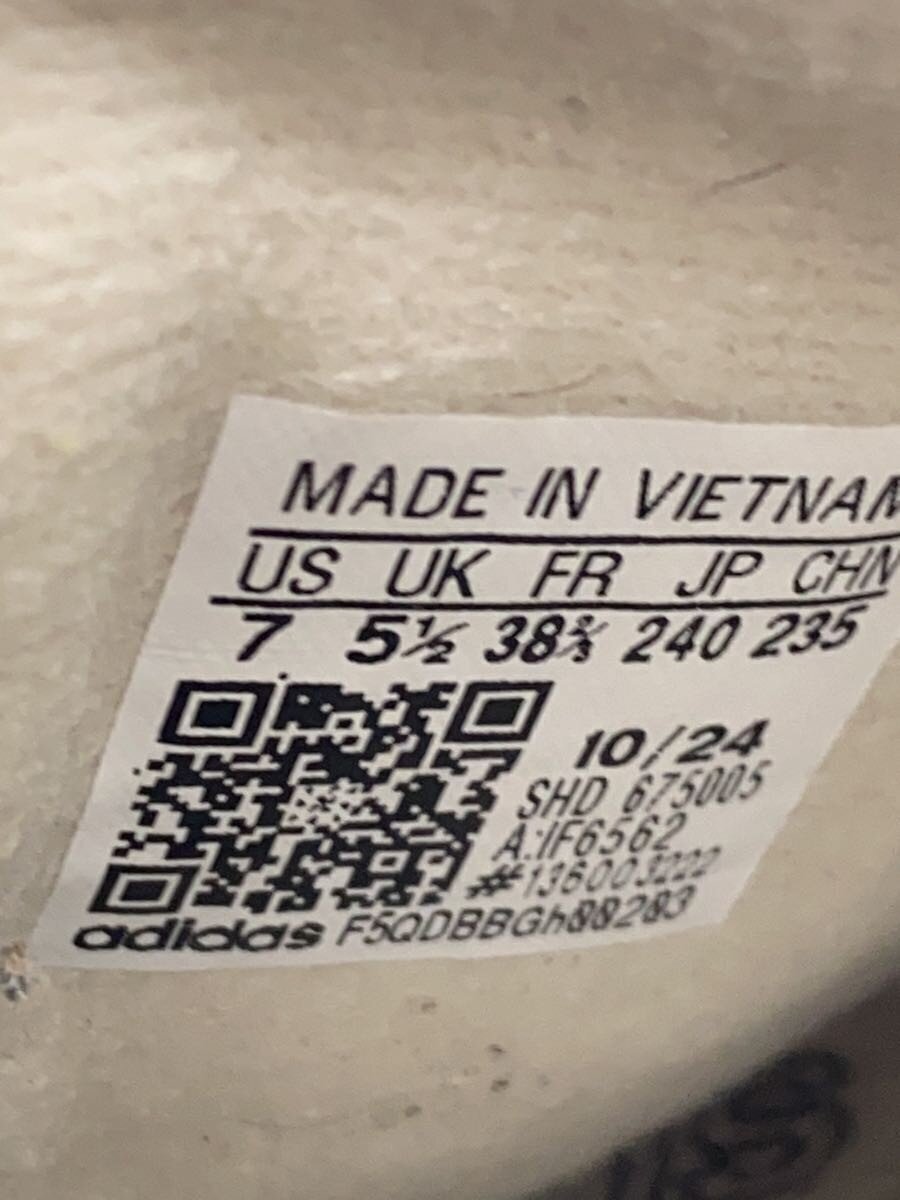 MADE IN VIETNAM
US UK FR JP CHN
7 5½ 38⅔ 240 235
10/24
SHD 675005
A:IF6562
#136003222
adidas F5QDBBGh00203